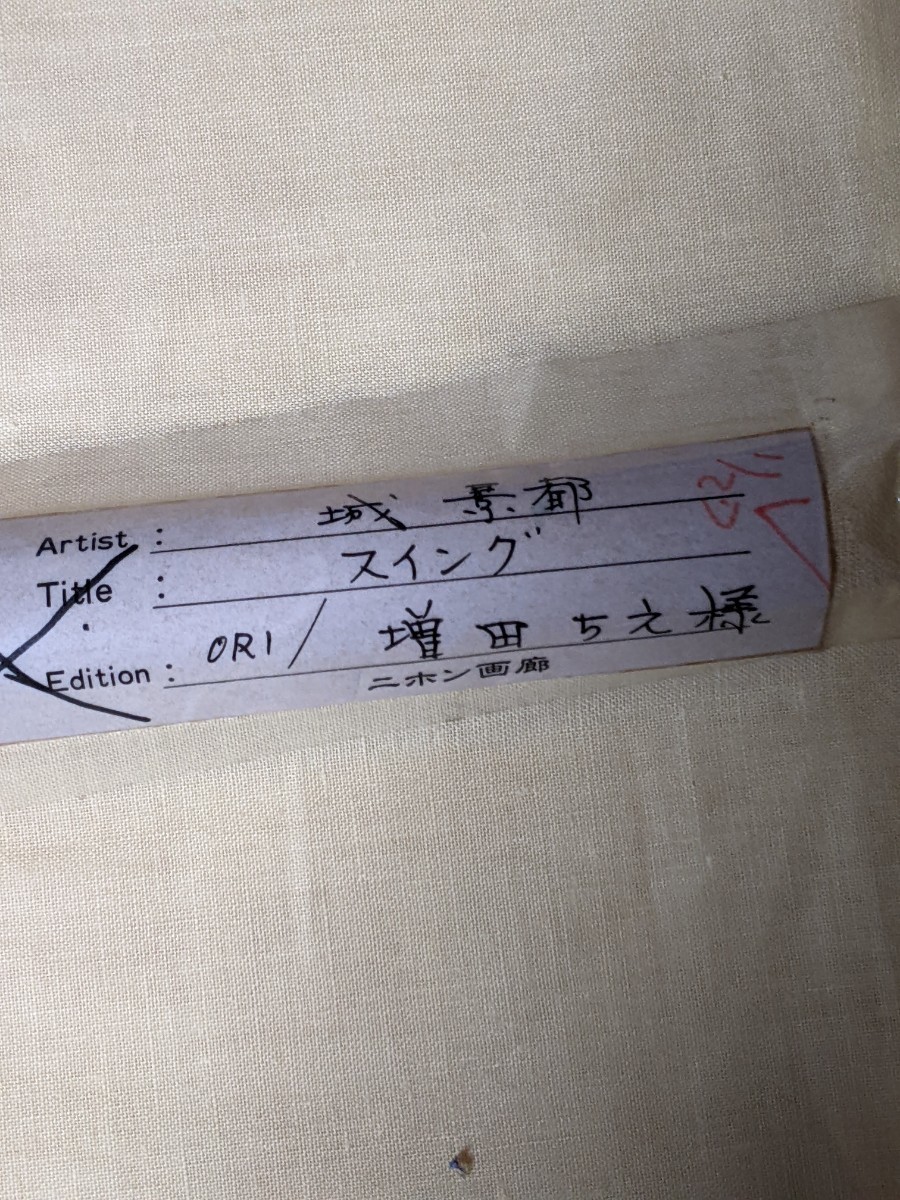 Artist : 城 景都
Title : スイング
Edition : ORI / 増田ちえ様
ニホン画廊